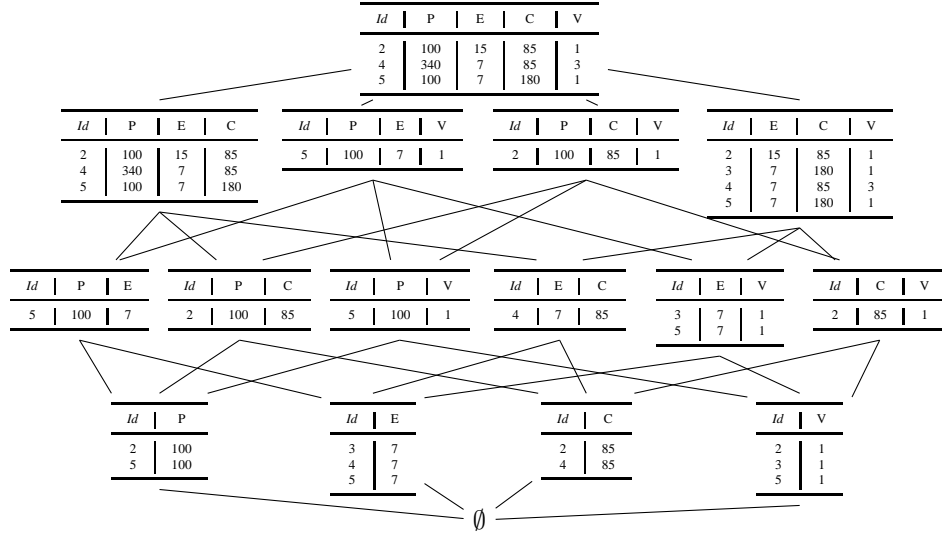 Id P E C V
2 100 15 85 1
4 340 7 85 3
5 100 7 180 1
Id P E C
2 100 15 85
4 340 7 85
5 100 7 180
Id P E V
5 100 7 1
Id P C V
2 100 85 1
Id E C V
2 15 85 1
3 7 180 1
4 7 85 3
5 7 180 1
Id P E
5 100 7
Id P C
2 100 85
Id P V
5 100 1
Id E C
4 7 85
Id E V
3 7 1
5 7 1
Id C V
2 85 1
Id P
2 100
5 100
Id E
3 7
4 7
5 7
Id C
2 85
4 85
Id V
2 1
3 1
5 1
∅